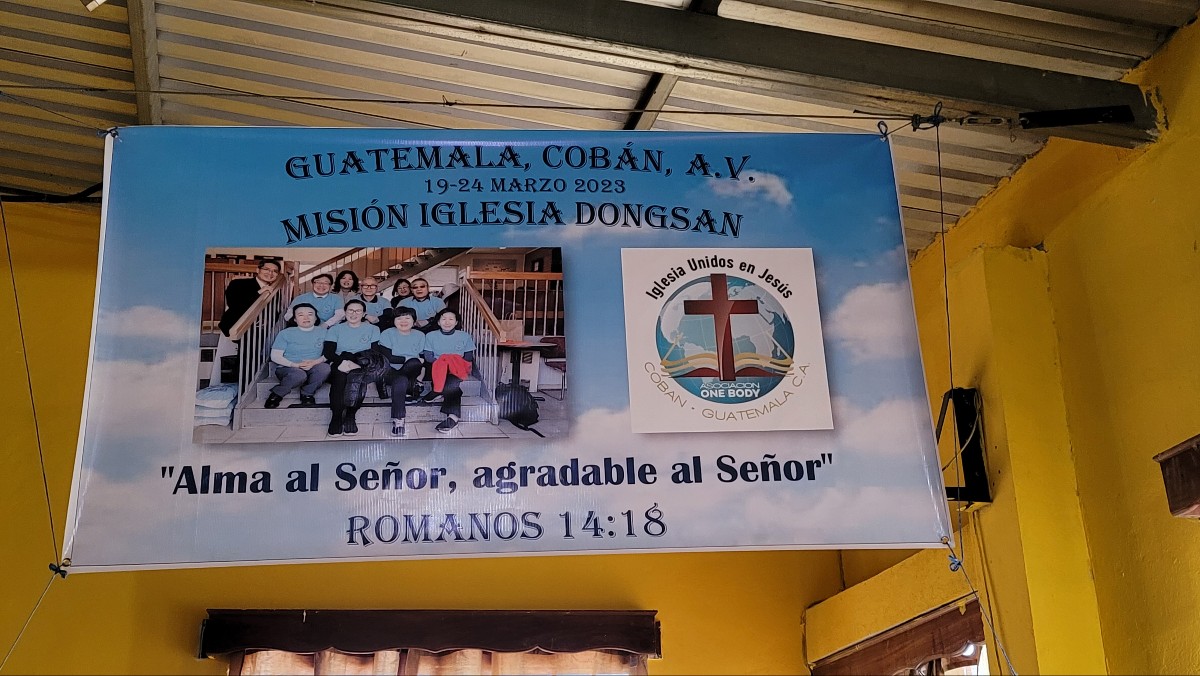 GUATEMALA, COBÁN, A.V.
19-24 MARZO 2023
MISIÓN IGLESIA DONGSAN
Iglesia Unidos en Jesús
ASOCIACION
ONE BODY
COBAN · GUATEMALA C.A.
"Alma al Señor, agradable al Señor"
ROMANOS 14:18